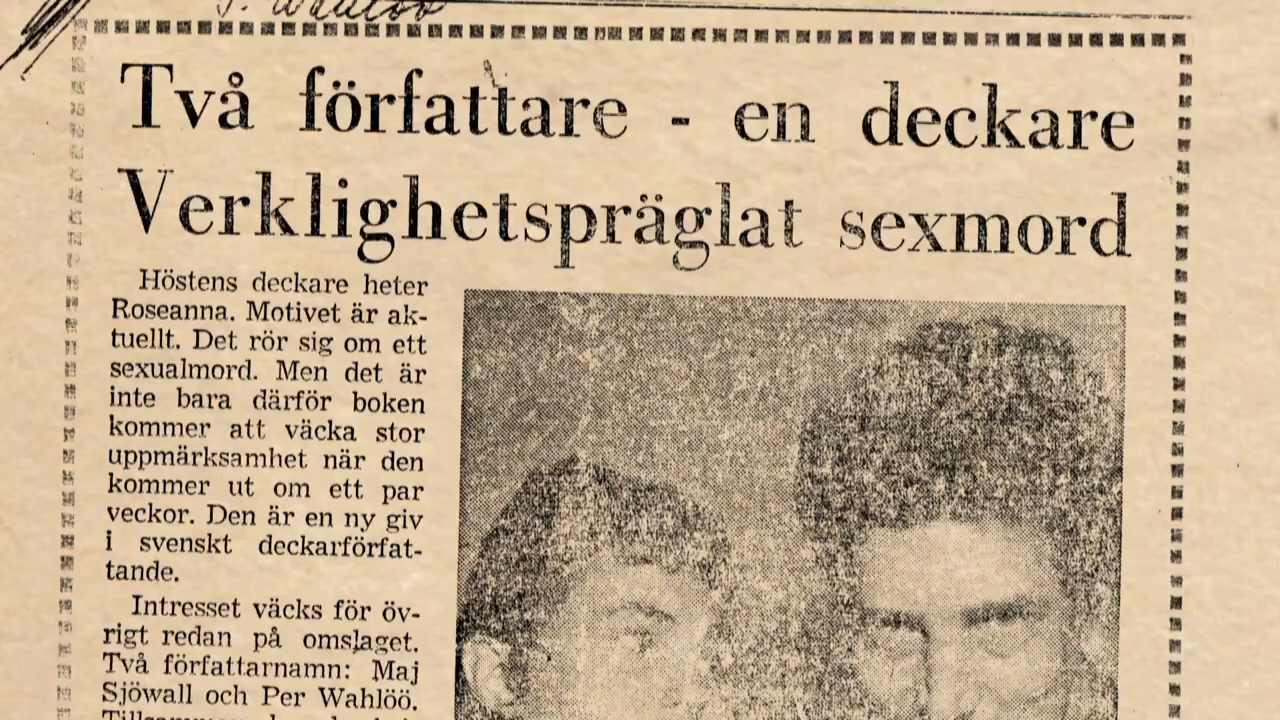 Wahlöö
Två författare - en deckare
Verklighetspräglat sexmord
Höstens deckare heter
Roseanna. Motivet är ak-
tuellt. Det rör sig om ett
sexualmord. Men det är
inte bara därför boken
kommer att väcka stor
uppmärksamhet när den
kommer ut om ett par
veckor. Den är en ny giv
i svenskt deckarförfat-
tande.
Intresset väcks för öv-
rigt redan på omslaget.
Två författarnamn: Maj
Sjöwall och Per Wahlöö.